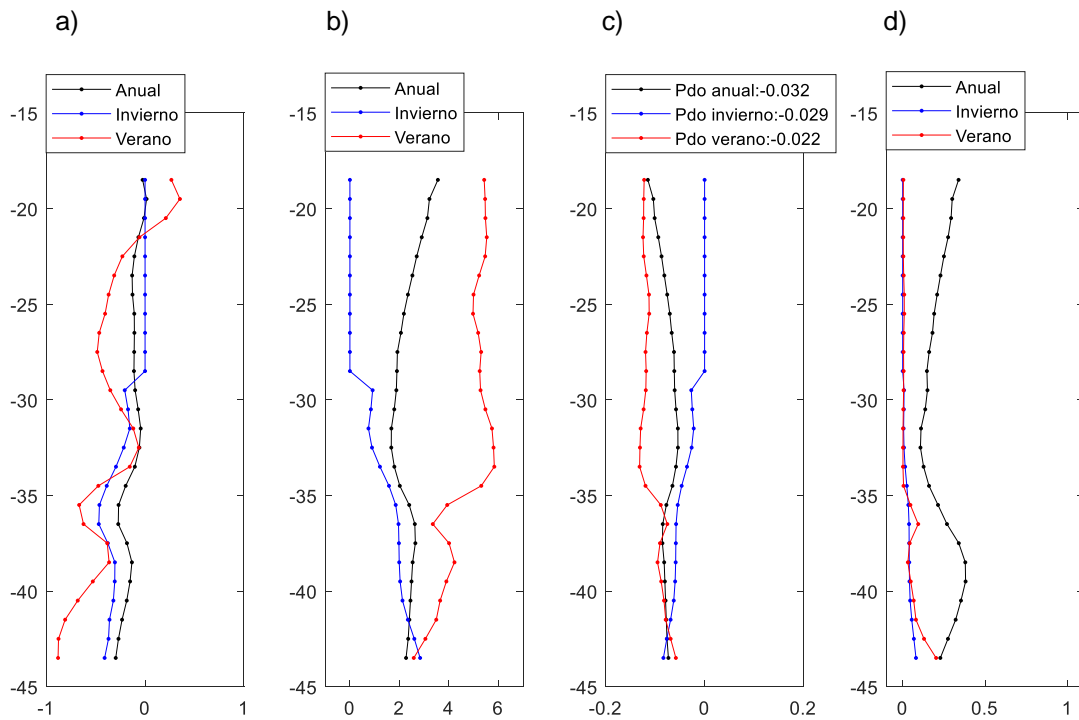 a) b) c) d)
Anual
Invierno
Verano
Anual
Invierno
Verano
Pdo anual:-0.032
Pdo invierno:-0.029
Pdo verano:-0.022
Anual
Invierno
Verano
-15 -15 -15 -15
-20 -20 -20 -20
-25 -25 -25 -25
-30 -30 -30 -30
-35 -35 -35 -35
-40 -40 -40 -40
-45 -45 -45 -45
-1 0 1 0 2 4 6 -0.2 0 0.2 0 0.5 1